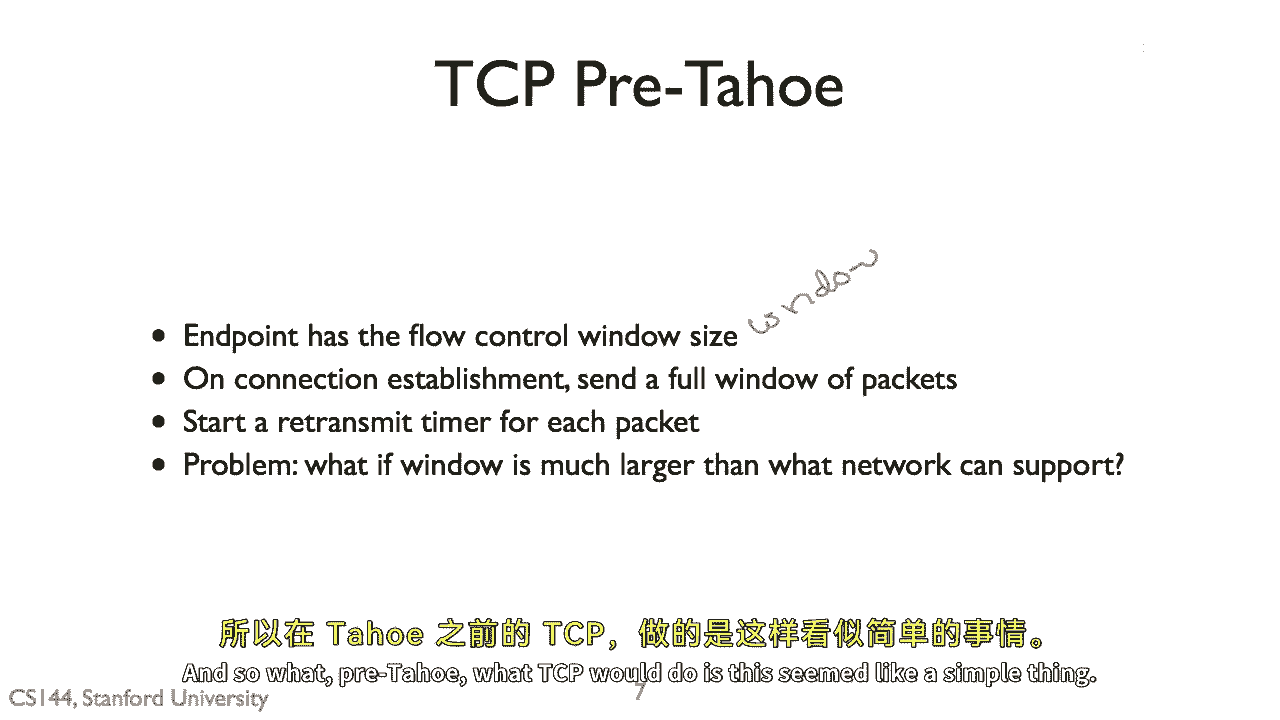 TCP Pre-Tahoe
window
• Endpoint has the flow control window size
• On connection establishment, send a full window of packets
• Start a retransmit timer for each packet
• Problem: what if window is much larger than what network can support?
所以在 Tahoe 之前的 TCP，做的是这样看似简单的事情。
And so what, pre-Tahoe, what TCP would do is this seemed like a simple thing.
CS144, Stanford University
7